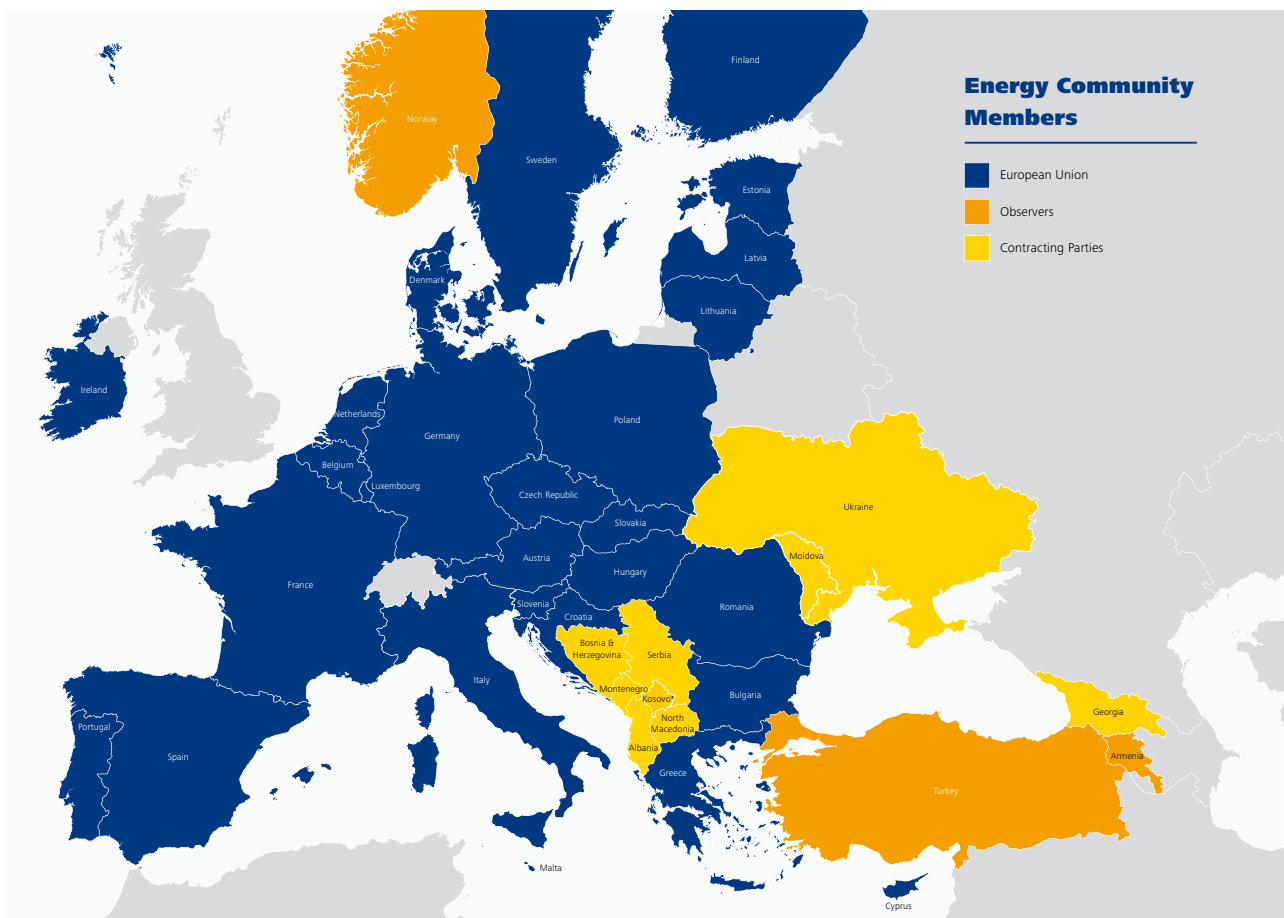 Energy Community
Members
European Union
Observers
Contracting Parties
Finland
Norway
Sweden
Estonia
Latvia
Denmark
Lithuania
Ireland
Netherlands
Poland
Germany
Belgium
Luxembourg
Czech Republic
Ukraine
Slovakia
Austria
Moldova
Hungary
France
Slovenia
Romania
Croatia
Bosnia &
Herzegovina
Serbia
Italy
Montenegro
Kosovo*
Bulgaria
Georgia
North
Macedonia
Portugal
Albania
Spain
Armenia
Greece
Turkey
Malta
Cyprus